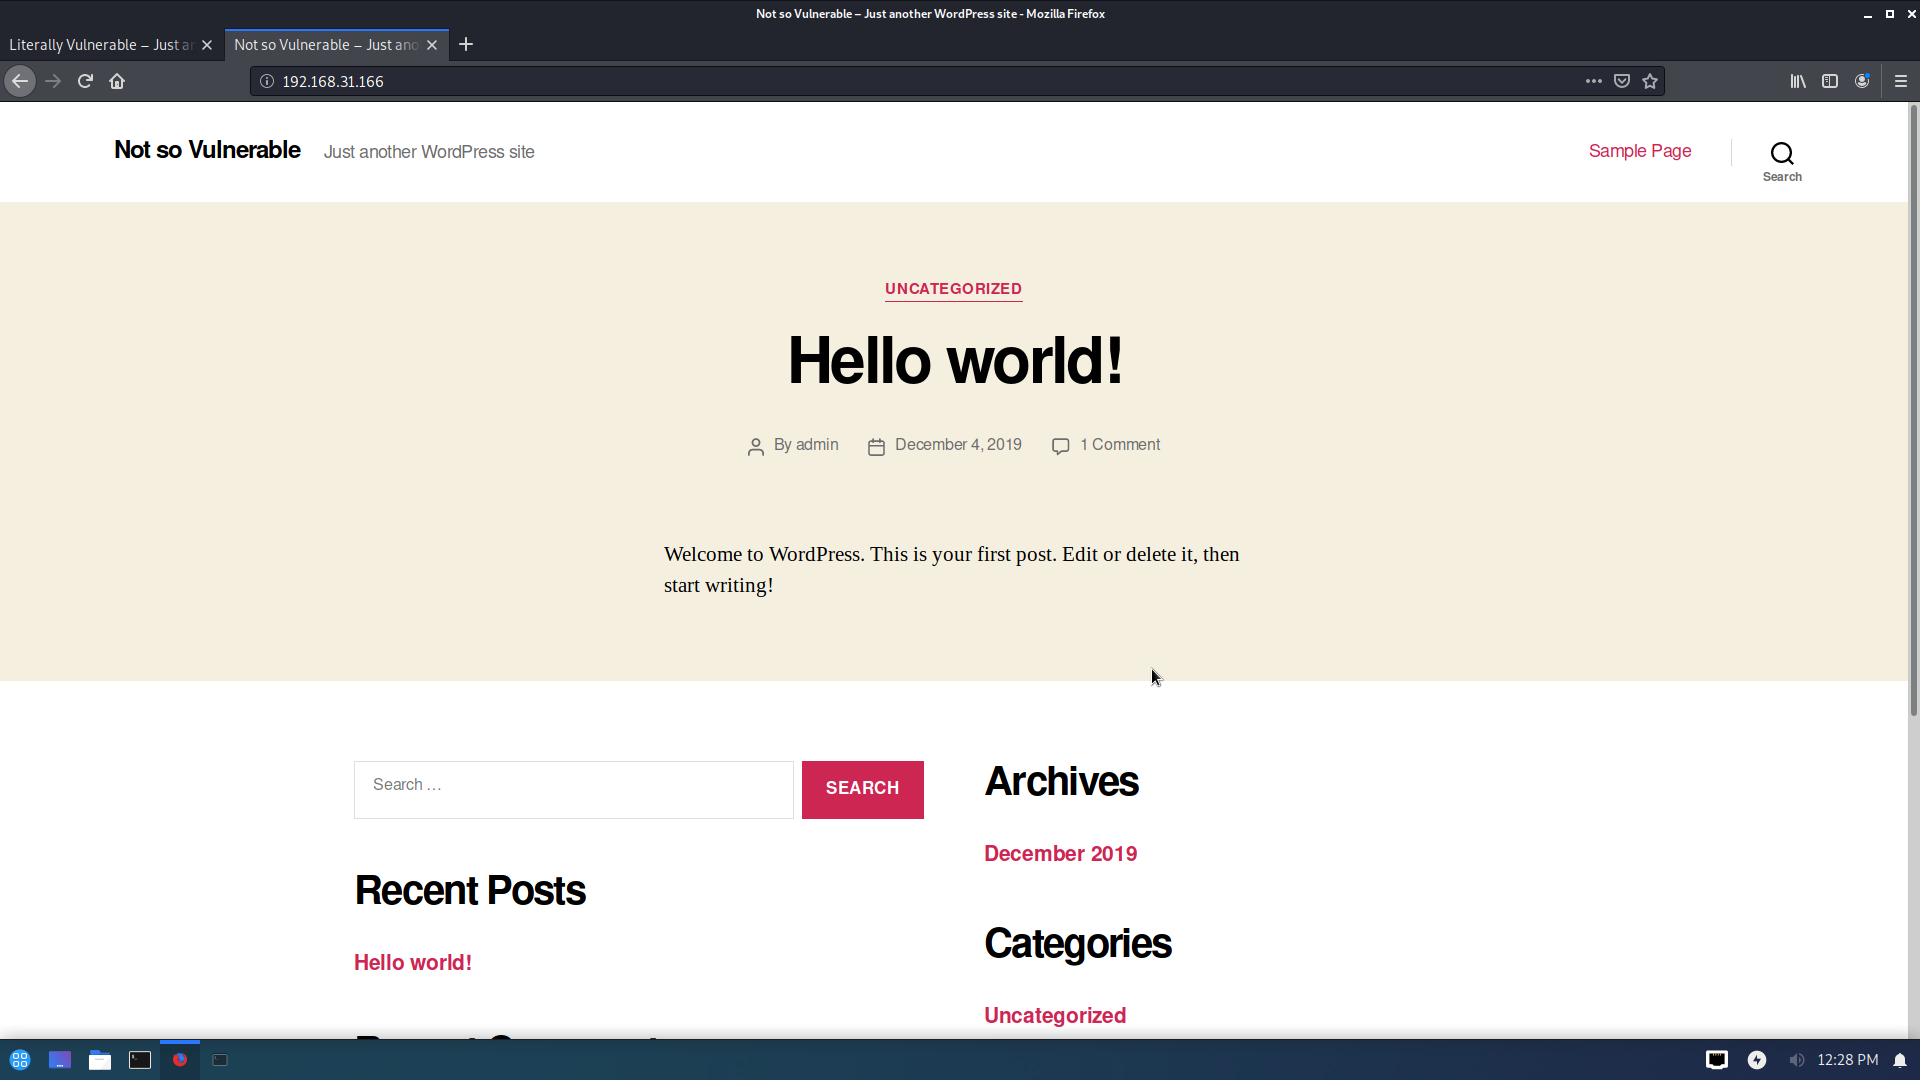 Not so Vulnerable – Just another WordPress site - Mozilla Firefox
Literally Vulnerable – Just an
Not so Vulnerable – Just ano
192.168.31.166
Not so Vulnerable
Just another WordPress site
Sample Page
Search
UNCATEGORIZED
Hello world!
By admin
December 4, 2019
1 Comment
Welcome to WordPress. This is your first post. Edit or delete it, then
start writing!
Search …
SEARCH
Archives
December 2019
Recent Posts
Hello world!
Categories
Uncategorized
12:28 PM